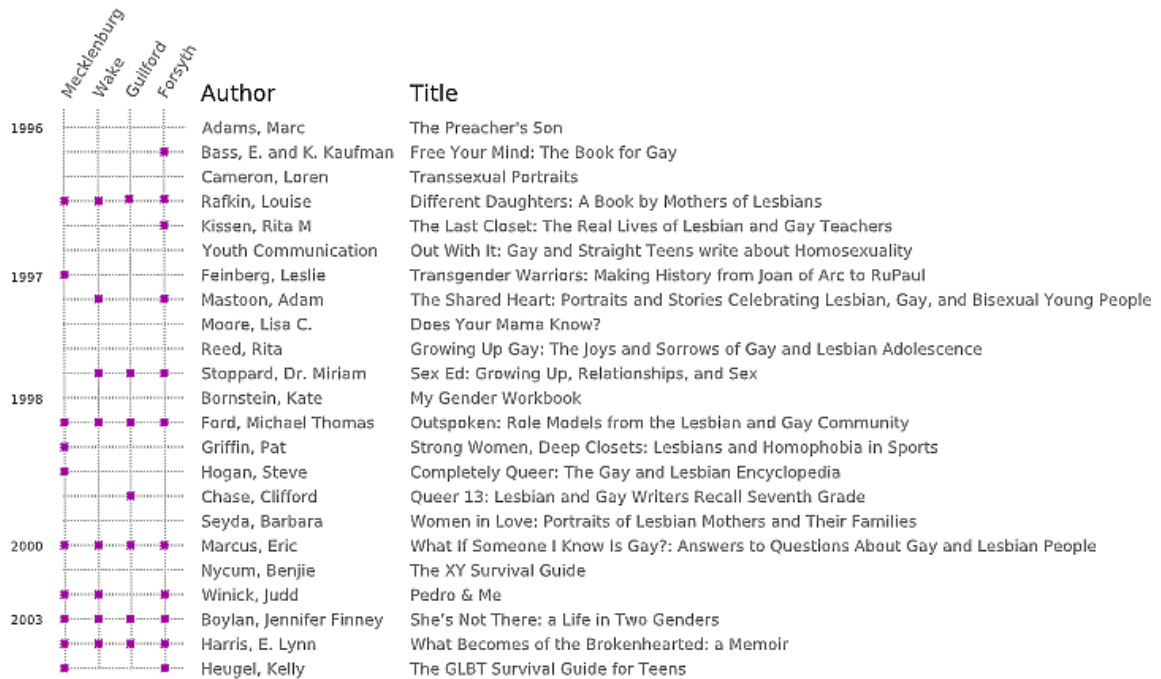 Mecklenburg Wake Guilford Forsyth
Author Title
1996 Adams, Marc The Preacher's Son
Bass, E. and K. Kaufman Free Your Mind: The Book for Gay
Cameron, Loren Transsexual Portraits
Rafkin, Louise Different Daughters: A Book by Mothers of Lesbians
Kissen, Rita M The Last Closet: The Real Lives of Lesbian and Gay Teachers
Youth Communication Out With It: Gay and Straight Teens write about Homosexuality
1997 Feinberg, Leslie Transgender Warriors: Making History from Joan of Arc to RuPaul
Mastoon, Adam The Shared Heart: Portraits and Stories Celebrating Lesbian, Gay, and Bisexual Young People
Moore, Lisa C. Does Your Mama Know?
Reed, Rita Growing Up Gay: The Joys and Sorrows of Gay and Lesbian Adolescence
Stoppard, Dr. Miriam Sex Ed: Growing Up, Relationships, and Sex
1998 Bornstein, Kate My Gender Workbook
Ford, Michael Thomas Outspoken: Role Models from the Lesbian and Gay Community
Griffin, Pat Strong Women, Deep Closets: Lesbians and Homophobia in Sports
Hogan, Steve Completely Queer: The Gay and Lesbian Encyclopedia
Chase, Clifford Queer 13: Lesbian and Gay Writers Recall Seventh Grade
Seyda, Barbara Women in Love: Portraits of Lesbian Mothers and Their Families
2000 Marcus, Eric What If Someone I Know Is Gay?: Answers to Questions About Gay and Lesbian People
Nycum, Benjie The XY Survival Guide
Winick, Judd Pedro & Me
2003 Boylan, Jennifer Finney She's Not There: a Life in Two Genders
Harris, E. Lynn What Becomes of the Brokenhearted: a Memoir
Heugel, Kelly The GLBT Survival Guide for Teens